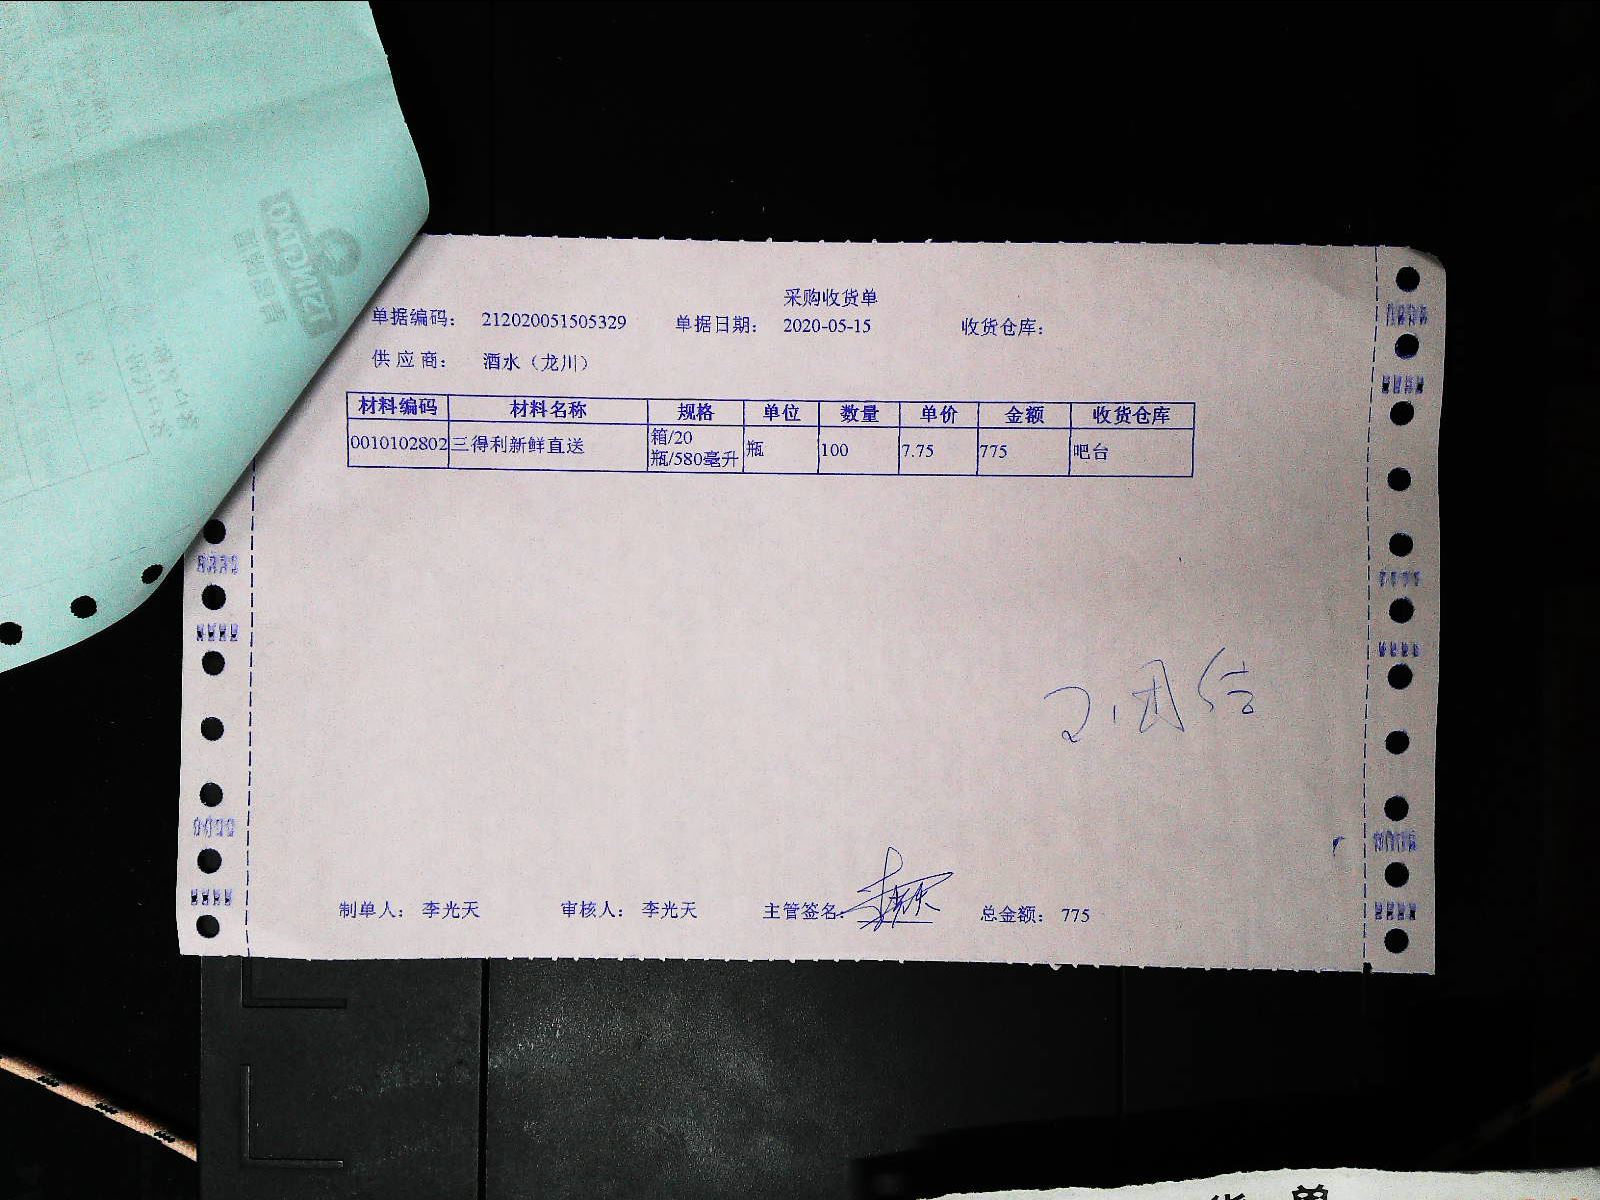 采购收货单
单据编码： 212020051505329 单据日期： 2020-05-15 收货仓库：
供应商： 酒水（龙川）
材料编码 材料名称 规格 单位 数量 单价 金额 收货仓库
0010102802 三得利新鲜直送 箱/20瓶/580毫升 瓶 100 7.75 775 吧台
制单人： 李光天 审核人： 李光天 主管签名： 总金额： 775